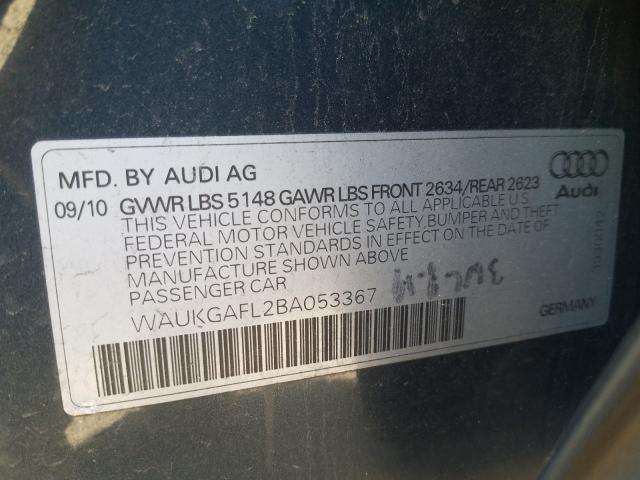 MFD. BY AUDI AG
09/10 GVWR LBS 5148 GAWR LBS FRONT 2634/REAR 2623
THIS VEHICLE CONFORMS TO ALL APPLICABLE U.S.
FEDERAL MOTOR VEHICLE SAFETY, BUMPER AND THEFT
PREVENTION STANDARDS IN EFFECT ON THE DATE OF
MANUFACTURE SHOWN ABOVE
PASSENGER CAR
WAUKGAFL2BA053367
Audi
GERMANY